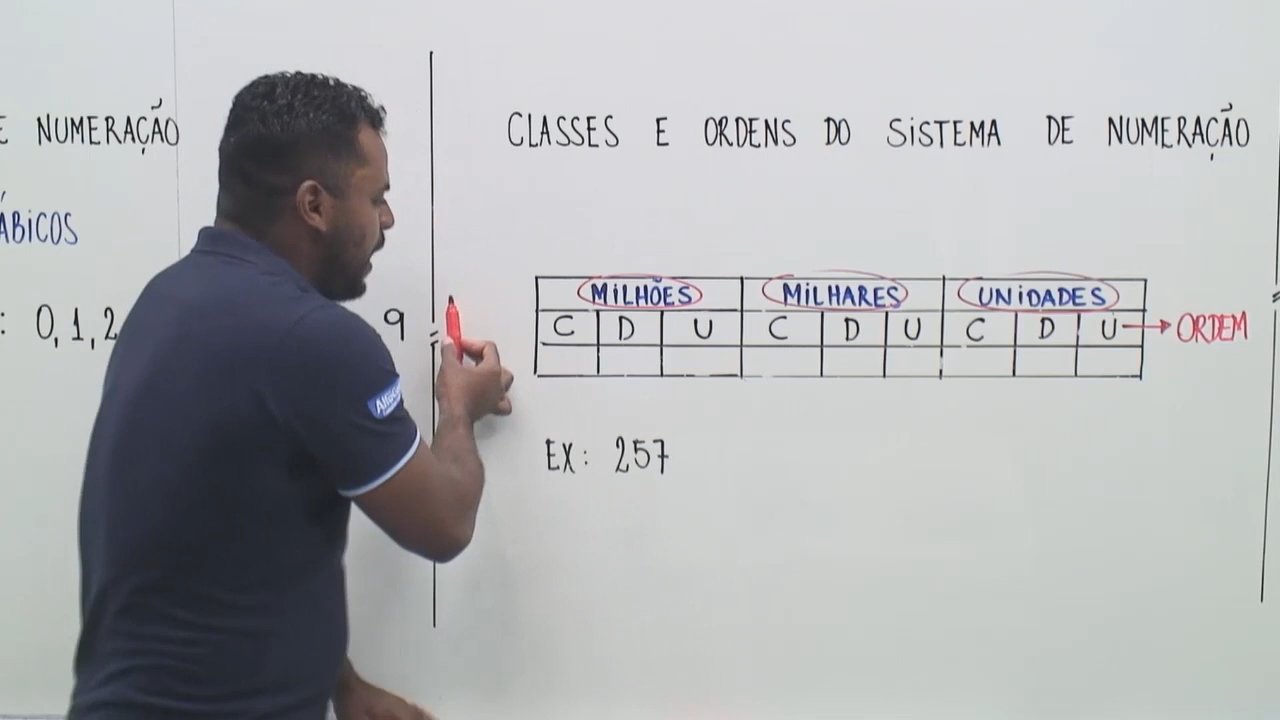 E NUMERAÇÃO
ÁBICOS
: 0, 1, 2
9
CLASSES E ORDENS DO SISTEMA DE NUMERAÇÃO
MILHÕES MILHARES UNIDADES
C D U C D U C D U → ORDEM
EX: 257